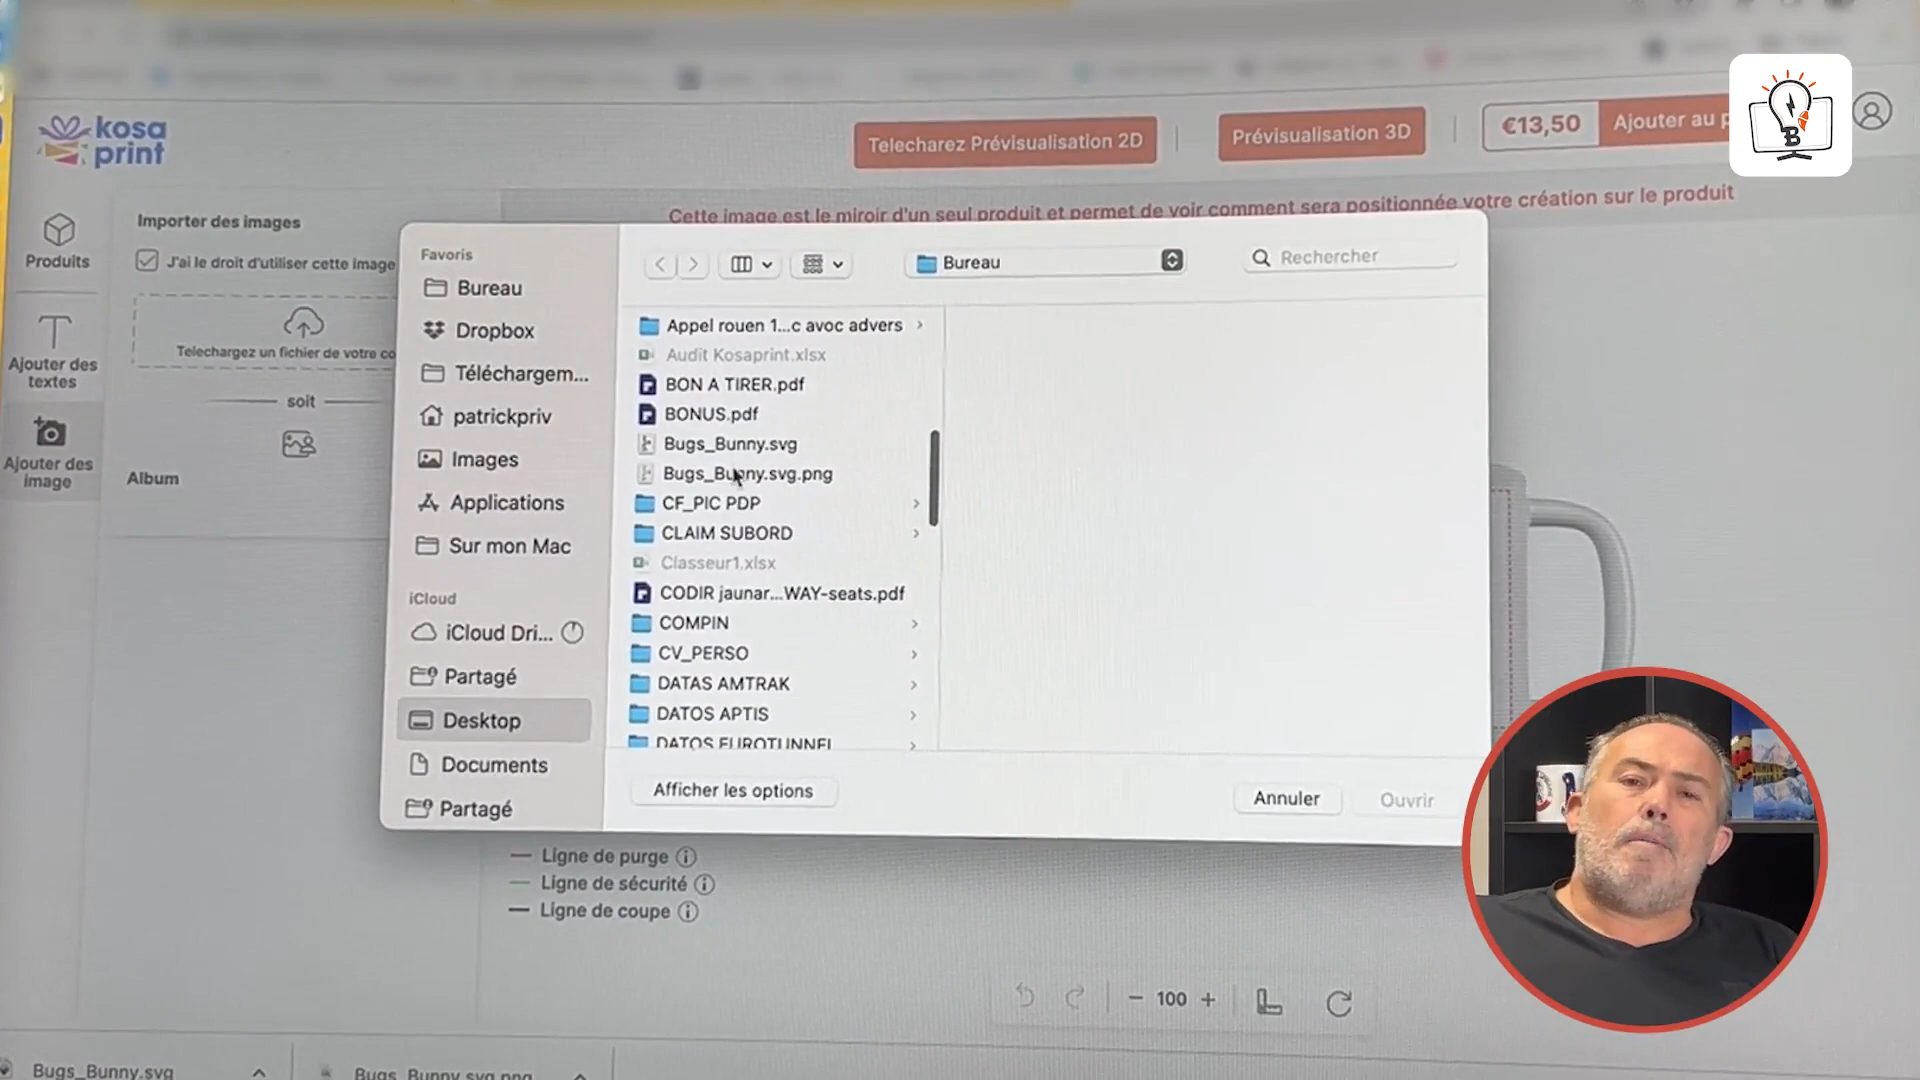 kosa
print
Telecharez Prévisualisation 2D
Prévisualisation 3D
€13,50
Ajouter au
Cette image est le miroir d'un seul produit et permet de voir comment sera positionnée votre création sur le produit
Produits
Ajouter des
textes
Ajouter des
image
Importer des images
J'ai le droit d'utiliser cette image
Telechargez un fichier de votre
soit
Album
Favoris
Bureau
Dropbox
Téléchargem...
patrickpriv
Images
Applications
Sur mon Mac
iCloud
iCloud Dri...
Partagé
Desktop
Documents
Partagé
Bureau
Rechercher
Appel rouen 1...c avoc advers
Audit Kosaprint.xlsx
BON A TIRER.pdf
BONUS.pdf
Bugs_Bunny.svg
Bugs_Bunny.svg.png
CF_PIC PDP
CLAIM SUBORD
Classeur1.xlsx
CODIR jaunar...WAY-seats.pdf
COMPIN
CV_PERSO
DATAS AMTRAK
DATOS APTIS
DATOS EUROTUNNEL
Afficher les options
Annuler
Ouvrir
Ligne de purge
Ligne de sécurité
Ligne de coupe
− 100 +
Bugs_Bunny.svg
Bugs_Bunny.svg.png
B